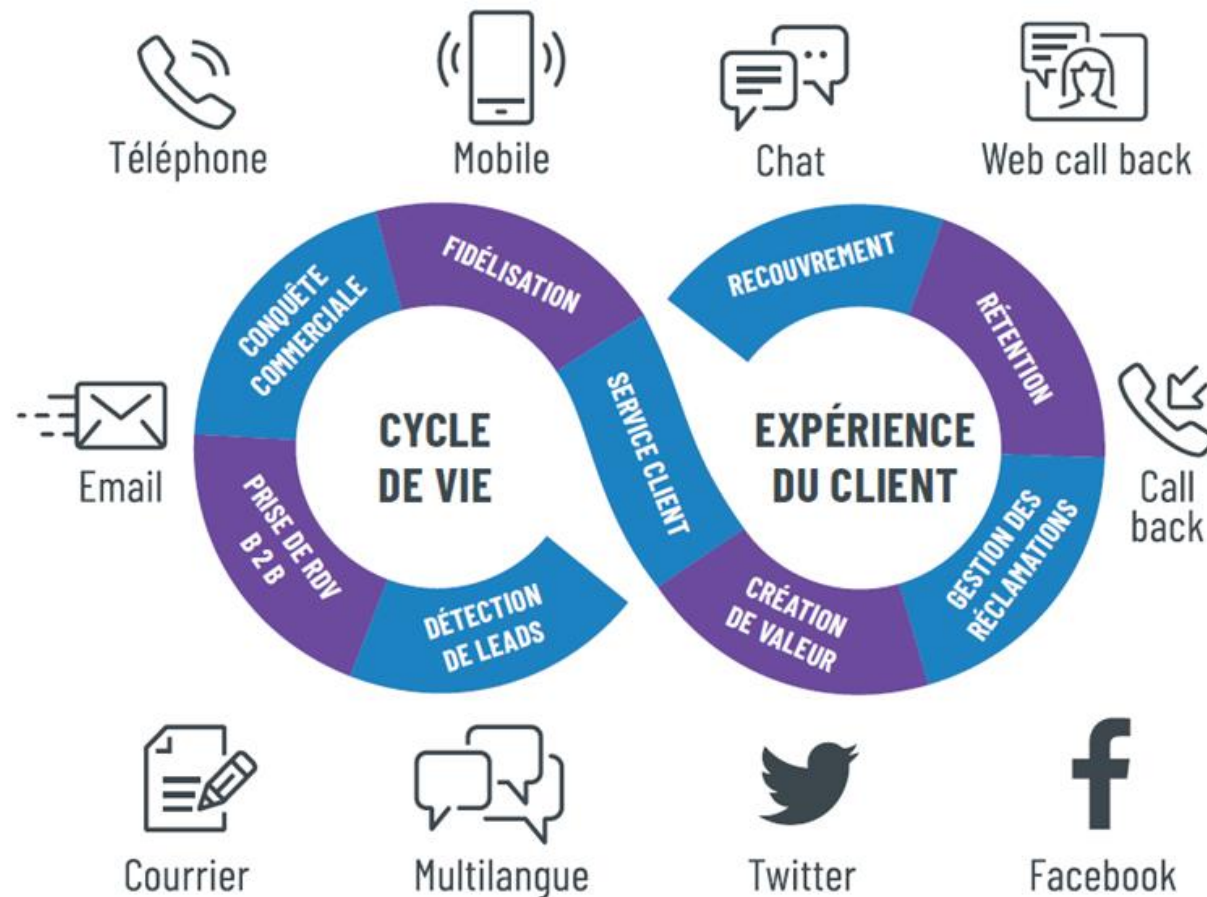 Téléphone
Mobile
Chat
Web call back
FIDÉLISATION
CONQUÊTE
COMMERCIALE
RECOUVREMENT
RÉTENTION
SERVICE CLIENT
CYCLE
DE VIE
EXPÉRIENCE
DU CLIENT
Email
Call
back
PRISE DE RDV
B 2 B
DÉTECTION
DE LEADS
CRÉATION
DE VALEUR
GESTION DES
RÉCLAMATIONS
Courrier
Multilangue
Twitter
Facebook